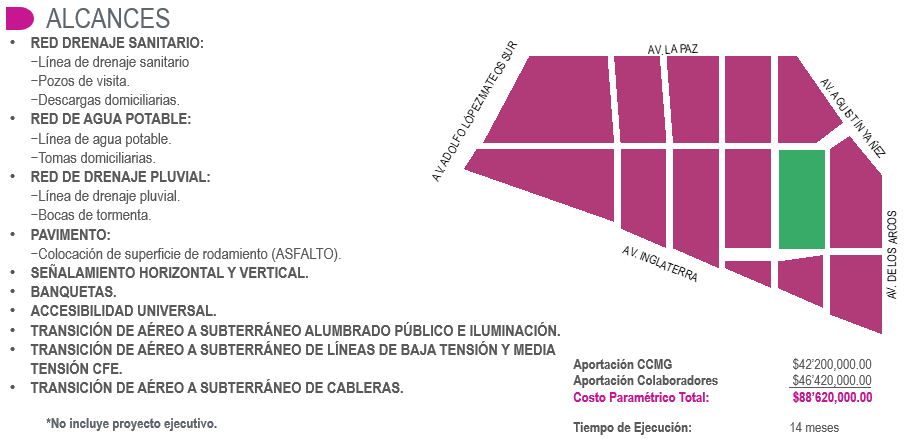 ALCANCES
• RED DRENAJE SANITARIO:
−Línea de drenaje sanitario
−Pozos de visita.
−Descargas domiciliarias.
• RED DE AGUA POTABLE:
−Línea de agua potable.
−Tomas domiciliarias.
• RED DE DRENAJE PLUVIAL:
−Línea de drenaje pluvial.
−Bocas de tormenta.
• PAVIMENTO:
−Colocación de superficie de rodamiento (ASFALTO).
• SEÑALAMIENTO HORIZONTAL Y VERTICAL.
• BANQUETAS.
• ACCESIBILIDAD UNIVERSAL.
• TRANSICIÓN DE AÉREO A SUBTERRÁNEO ALUMBRADO PÚBLICO E ILUMINACIÓN.
• TRANSICIÓN DE AÉREO A SUBTERRÁNEO DE LÍNEAS DE BAJA TENSIÓN Y MEDIA
TENSIÓN CFE.
• TRANSICIÓN DE AÉREO A SUBTERRÁNEO DE CABLERAS.
*No incluye proyecto ejecutivo.
AV. LA PAZ
AV. ADOLFO LÓPEZ MATEOS SUR
AV. AGUISTÍN YAÑEZ
AV. INGLATERRA
AV. DE LOS ARCOS
Aportación CCMG $42'200,000.00
Aportación Colaboradores $46'420,000.00
Costo Paramétrico Total: $88'620,000.00
Tiempo de Ejecución: 14 meses